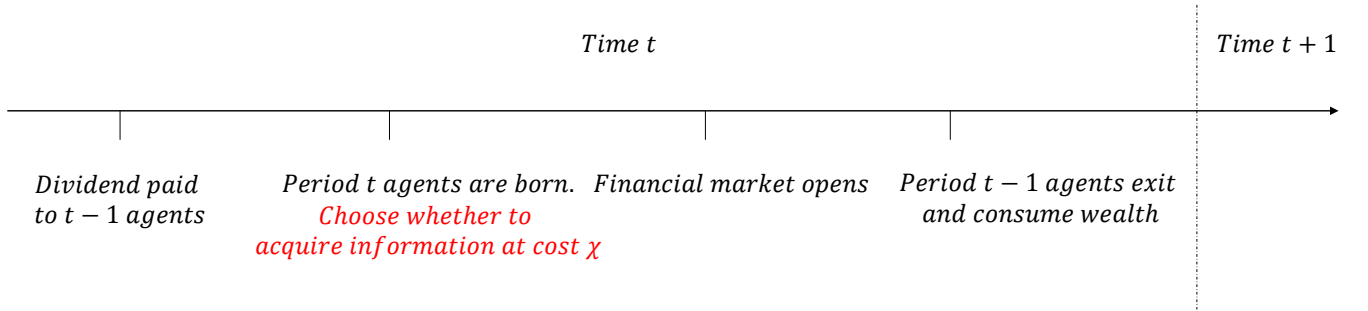 Time t
Time t + 1
Dividend paid
to t − 1 agents
Period t agents are born.
Choose whether to
acquire information at cost χ
Financial market opens
Period t − 1 agents exit
and consume wealth